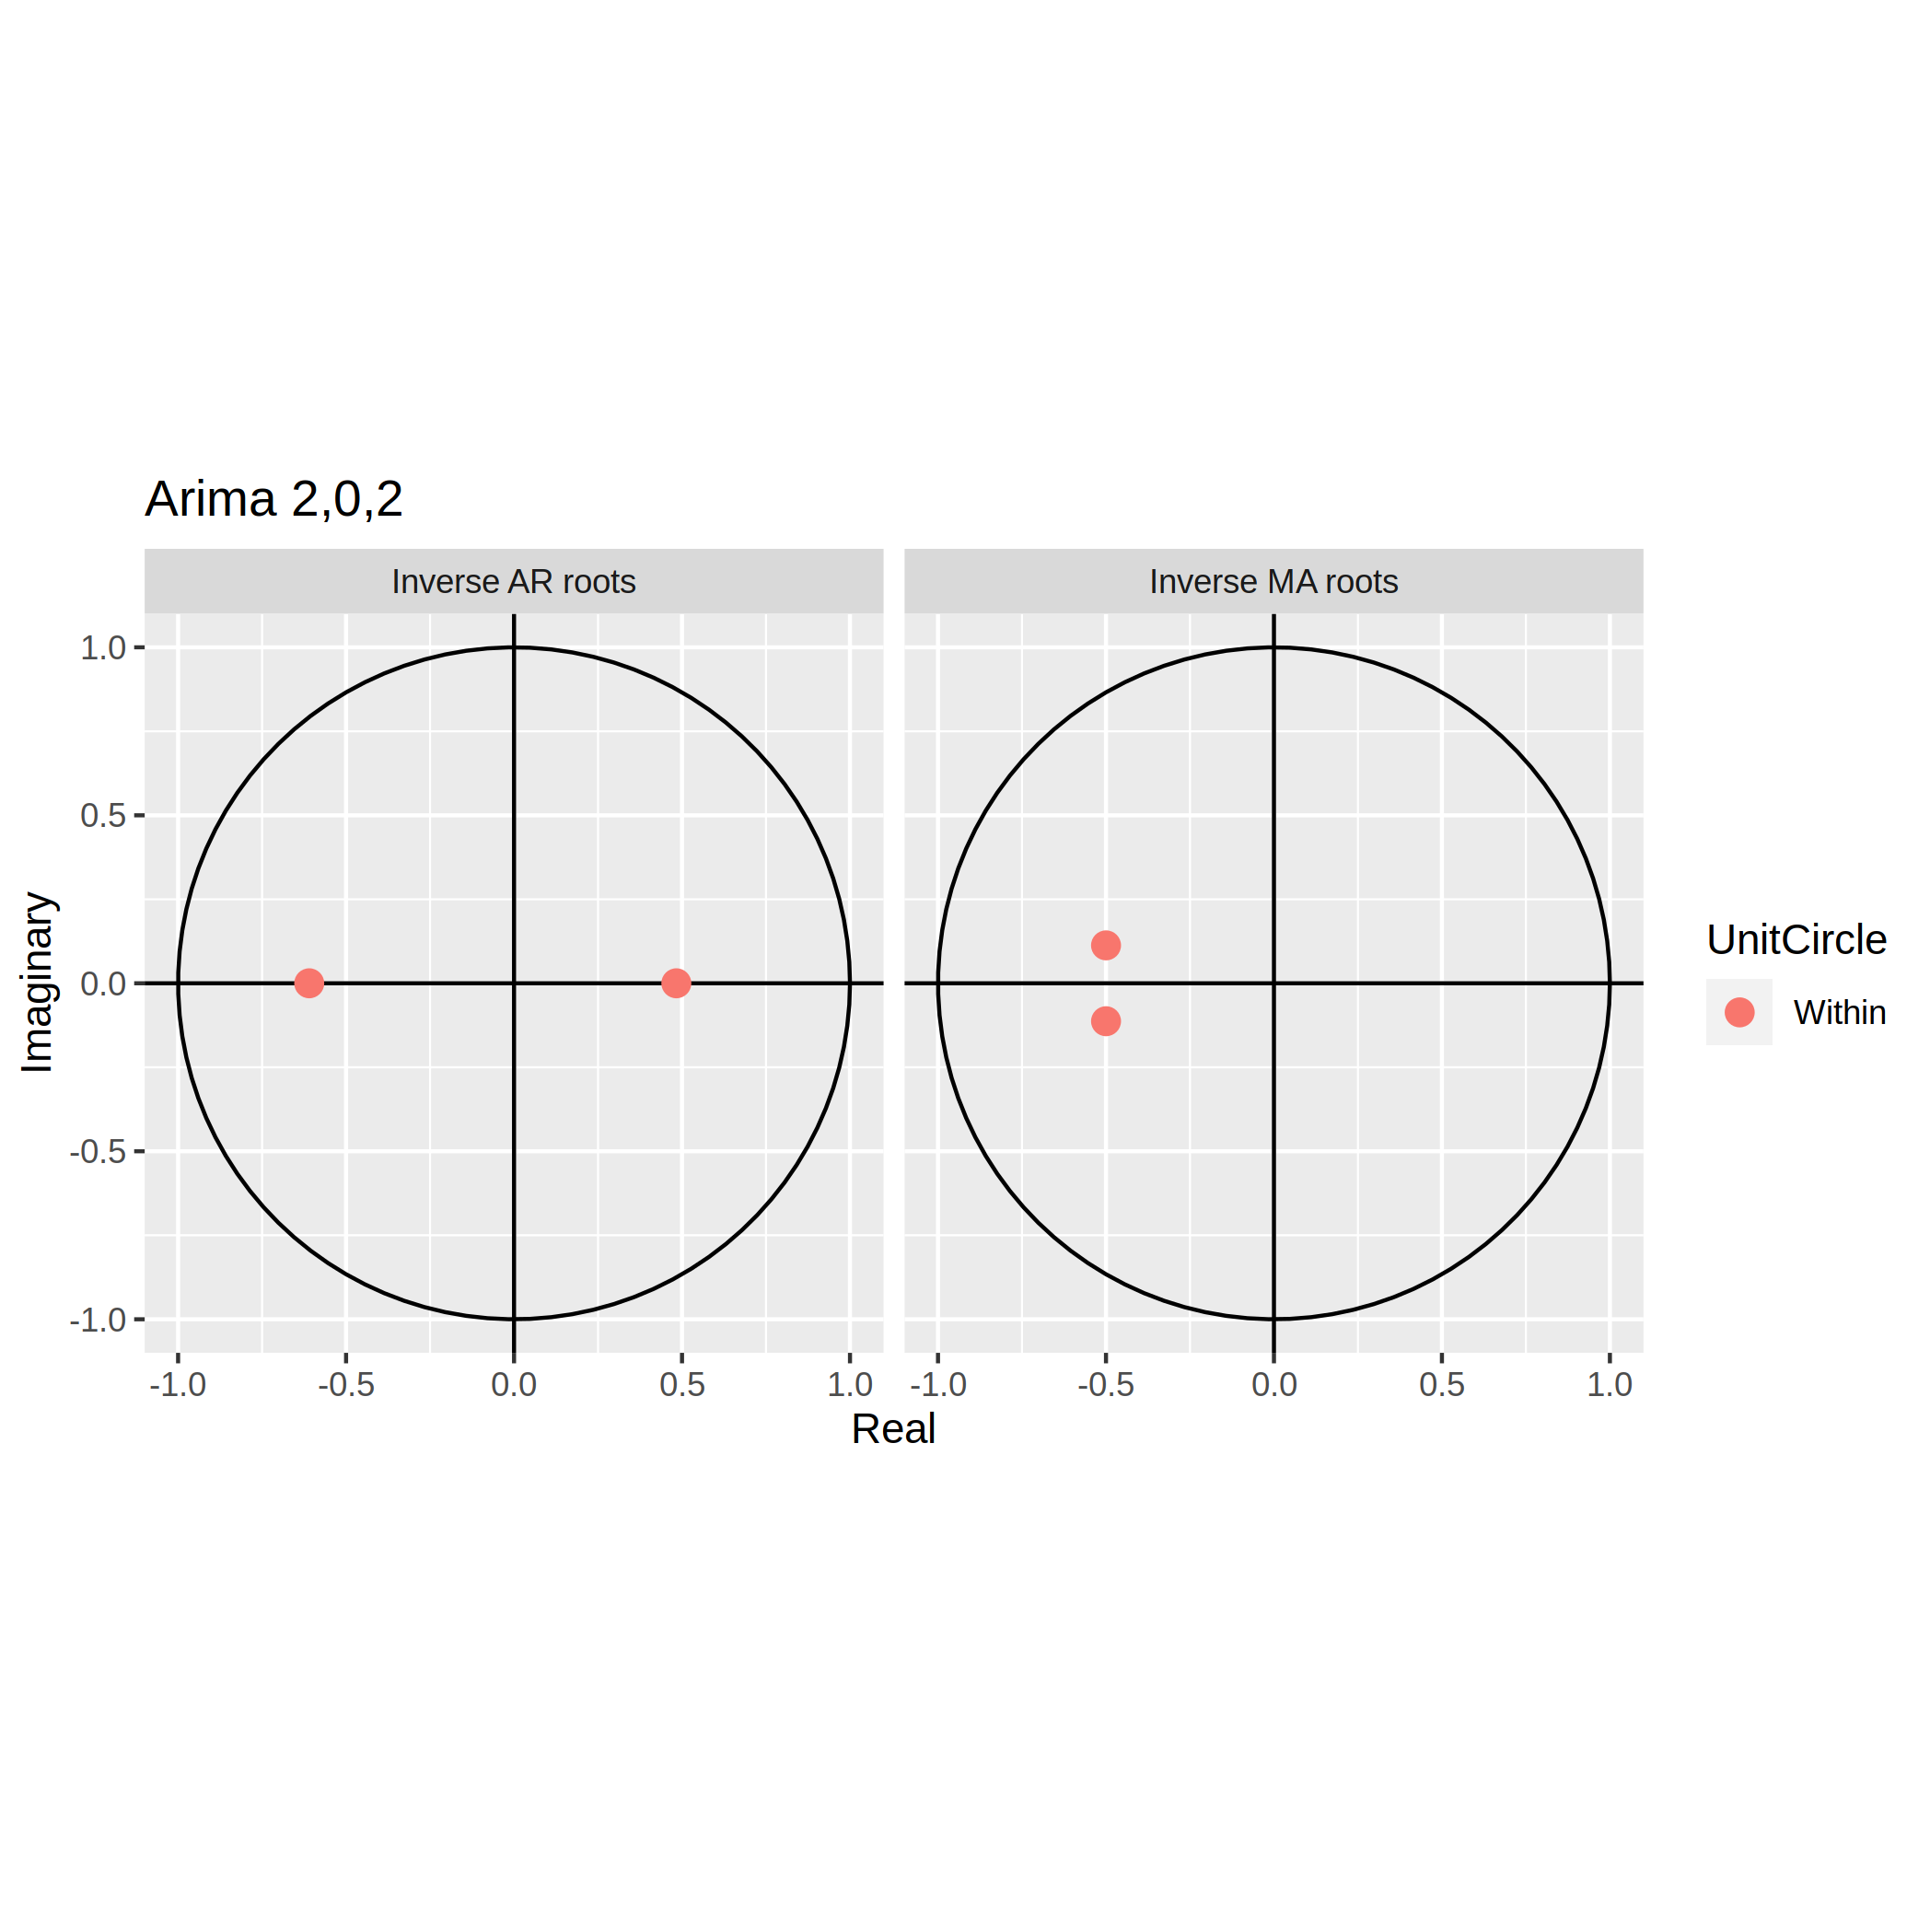 Arima 2,0,2
Inverse AR roots
Inverse MA roots
1.0
0.5
0.0
-0.5
-1.0
Imaginary
-1.0 -0.5 0.0 0.5 1.0
-1.0 -0.5 0.0 0.5 1.0
Real
UnitCircle
Within